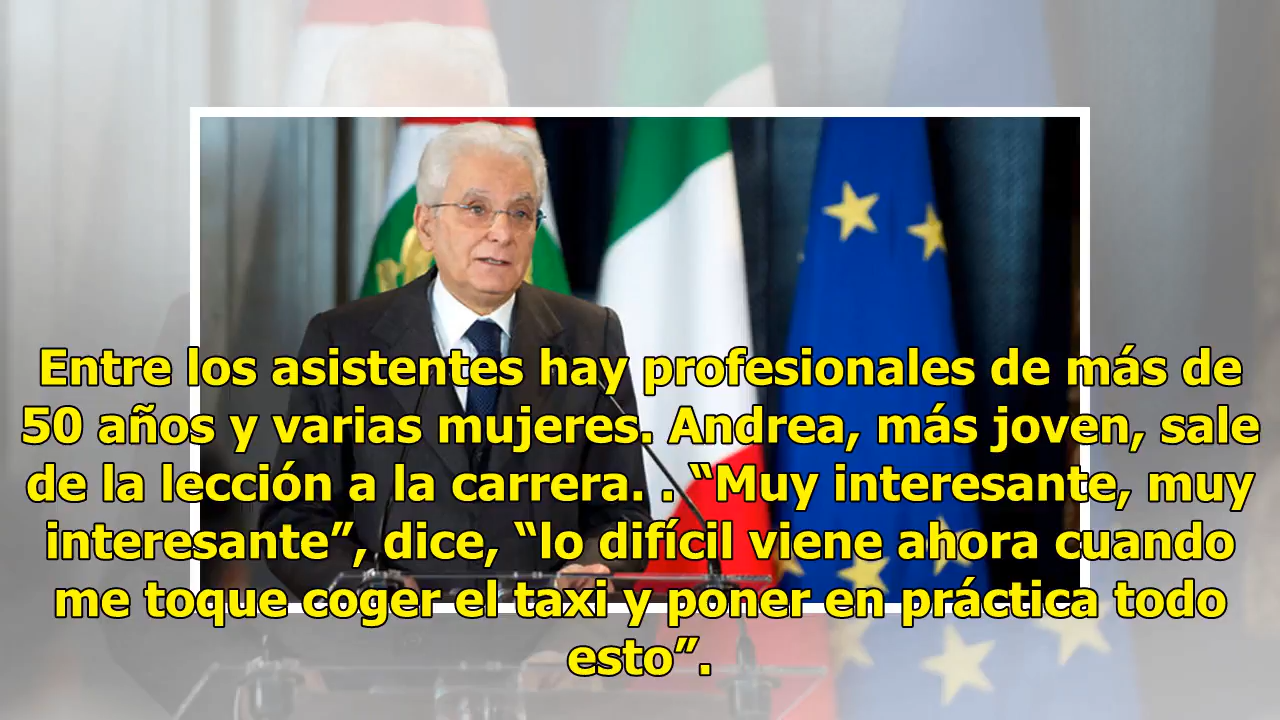 Entre los asistentes hay profesionales de más de
50 años y varias mujeres. Andrea, más joven, sale
de la lección a la carrera. . “Muy interesante, muy
interesante”, dice, “lo difícil viene ahora cuando
me toque coger el taxi y poner en práctica todo
esto”.